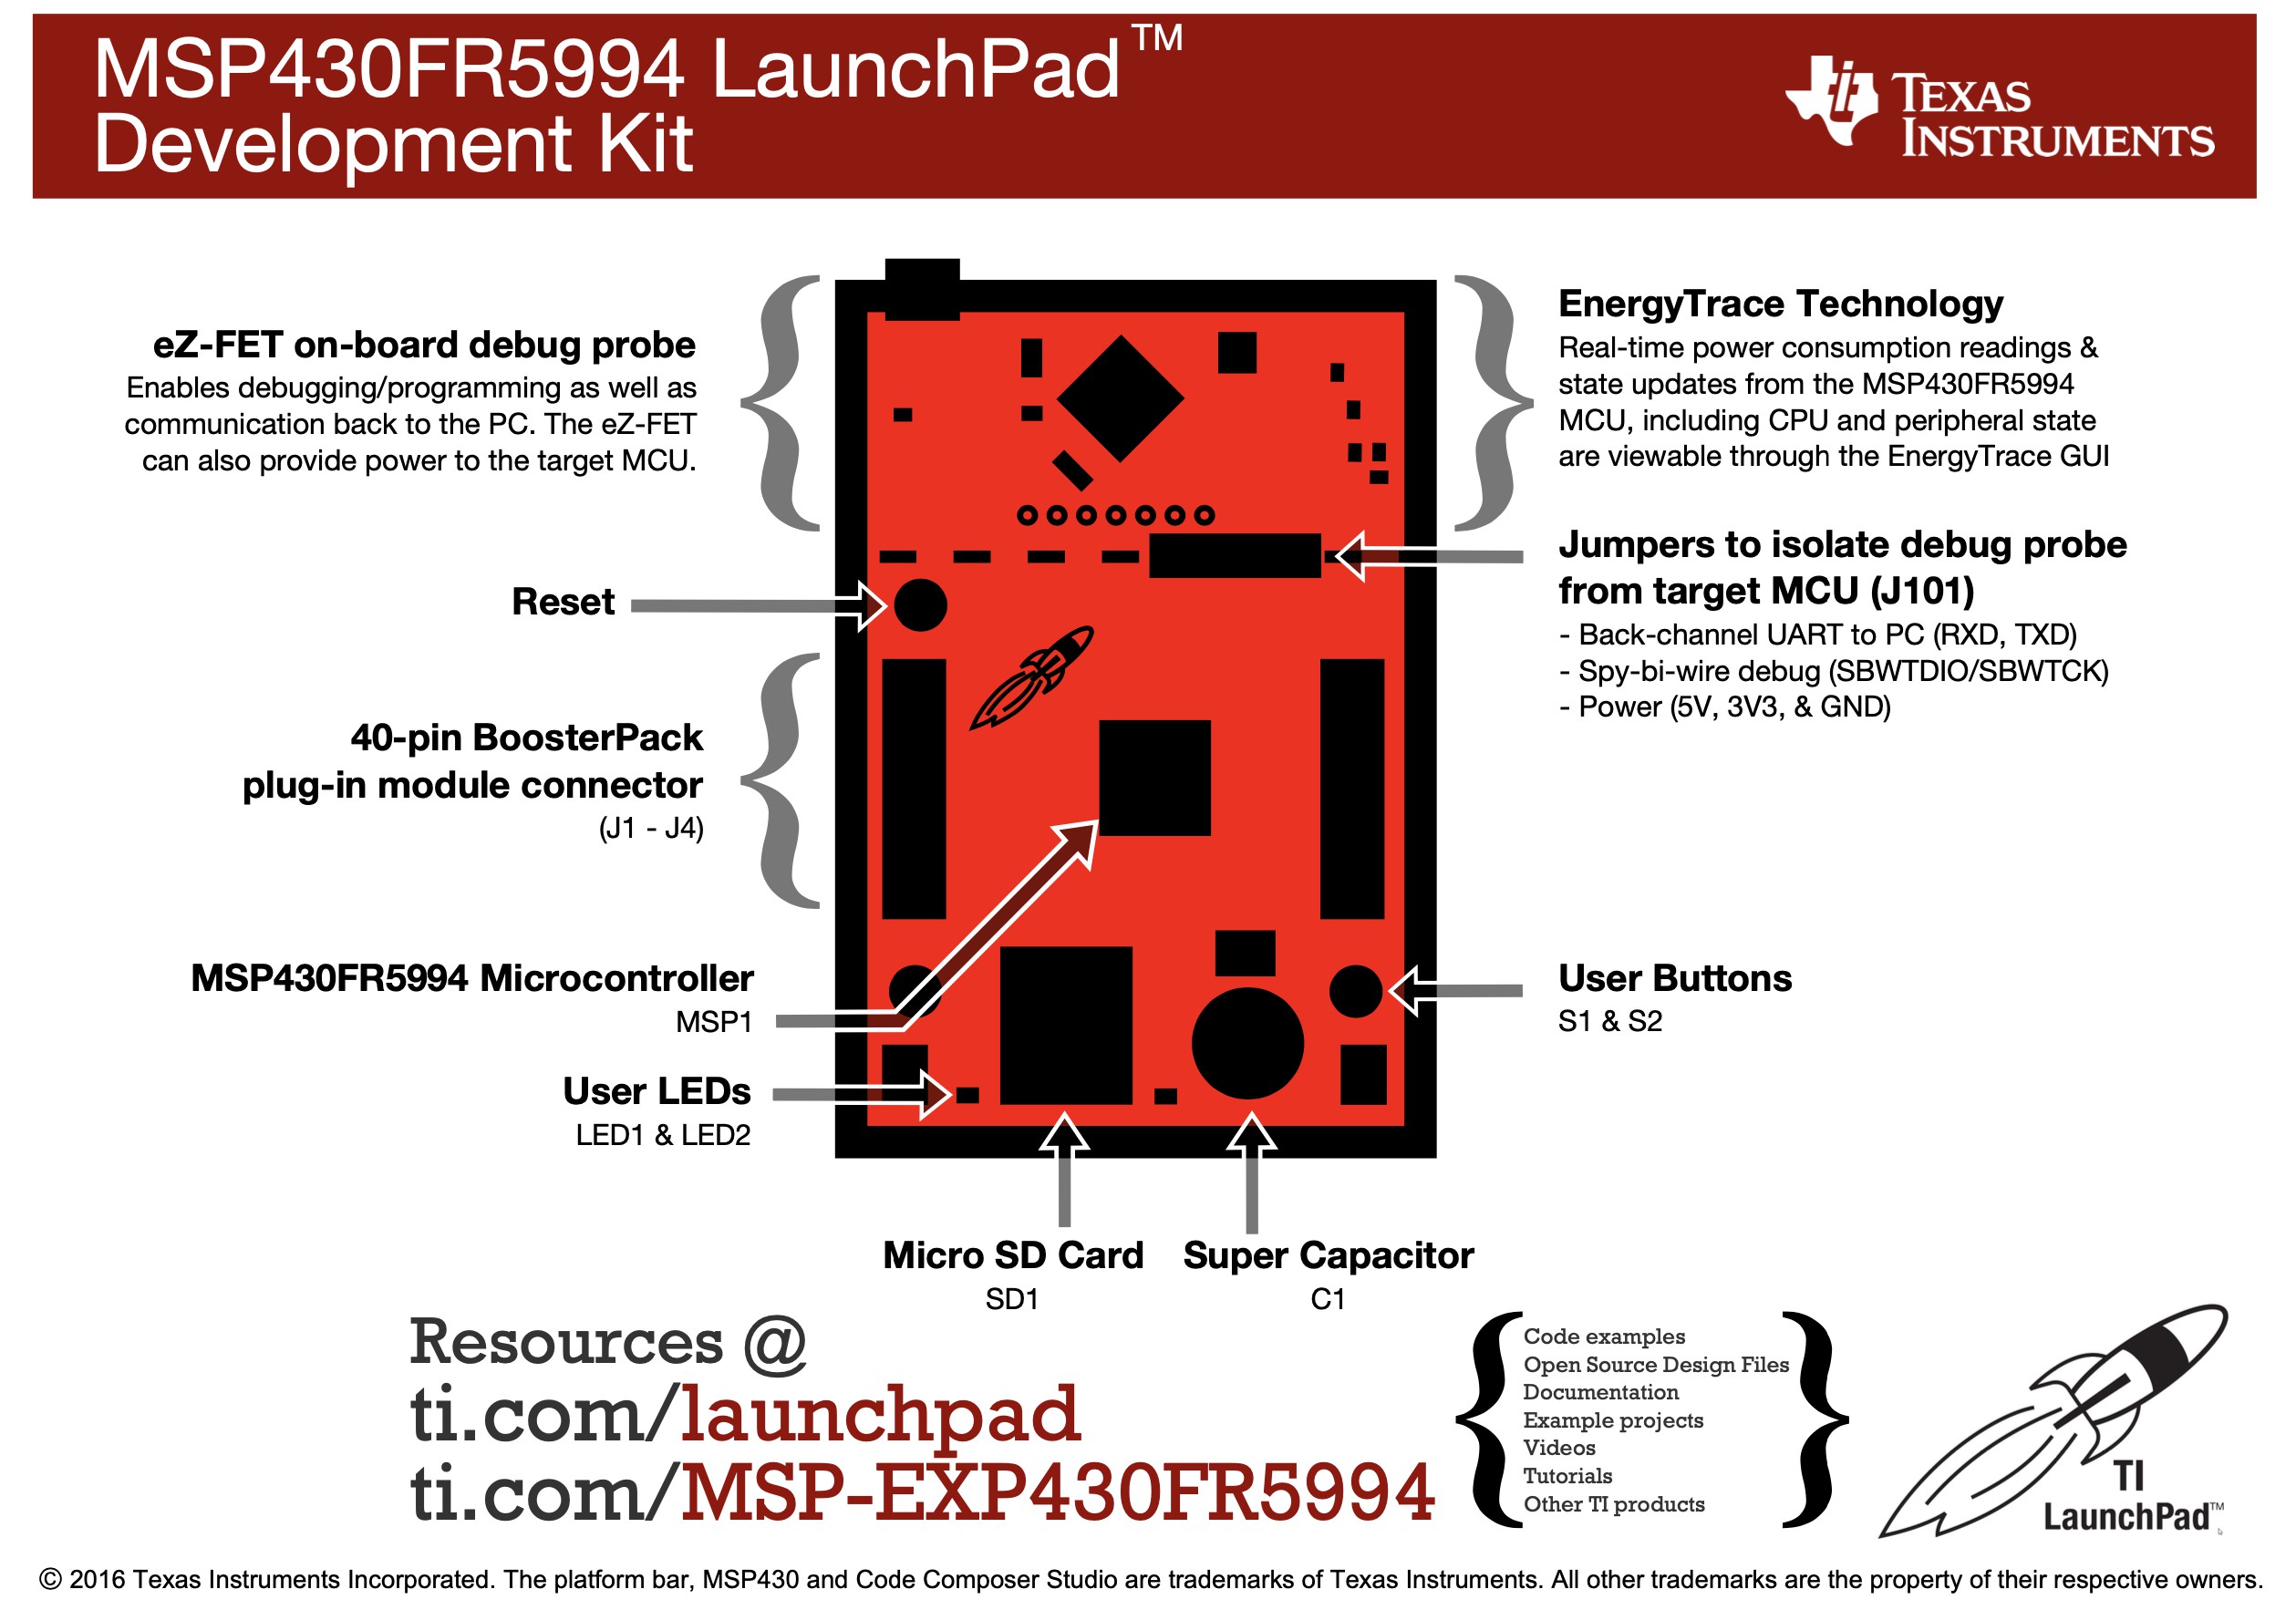 MSP430FR5994 LaunchPad™
Development Kit
TEXAS
INSTRUMENTS
eZ-FET on-board debug probe
Enables debugging/programming as well as
communication back to the PC. The eZ-FET
can also provide power to the target MCU.
EnergyTrace Technology
Real-time power consumption readings &
state updates from the MSP430FR5994
MCU, including CPU and peripheral state
are viewable through the EnergyTrace GUI
Jumpers to isolate debug probe
from target MCU (J101)
- Back-channel UART to PC (RXD, TXD)
- Spy-bi-wire debug (SBWTDIO/SBWTCK)
- Power (5V, 3V3, & GND)
Reset
40-pin BoosterPack
plug-in module connector
(J1 - J4)
MSP430FR5994 Microcontroller
MSP1
User Buttons
S1 & S2
User LEDs
LED1 & LED2
Micro SD Card
SD1
Super Capacitor
C1
Resources @
ti.com/launchpad
ti.com/MSP-EXP430FR5994
Code examples
Open Source Design Files
Documentation
Example projects
Videos
Tutorials
Other TI products
TI
LaunchPad™
© 2016 Texas Instruments Incorporated. The platform bar, MSP430 and Code Composer Studio are trademarks of Texas Instruments. All other trademarks are the property of their respective owners.